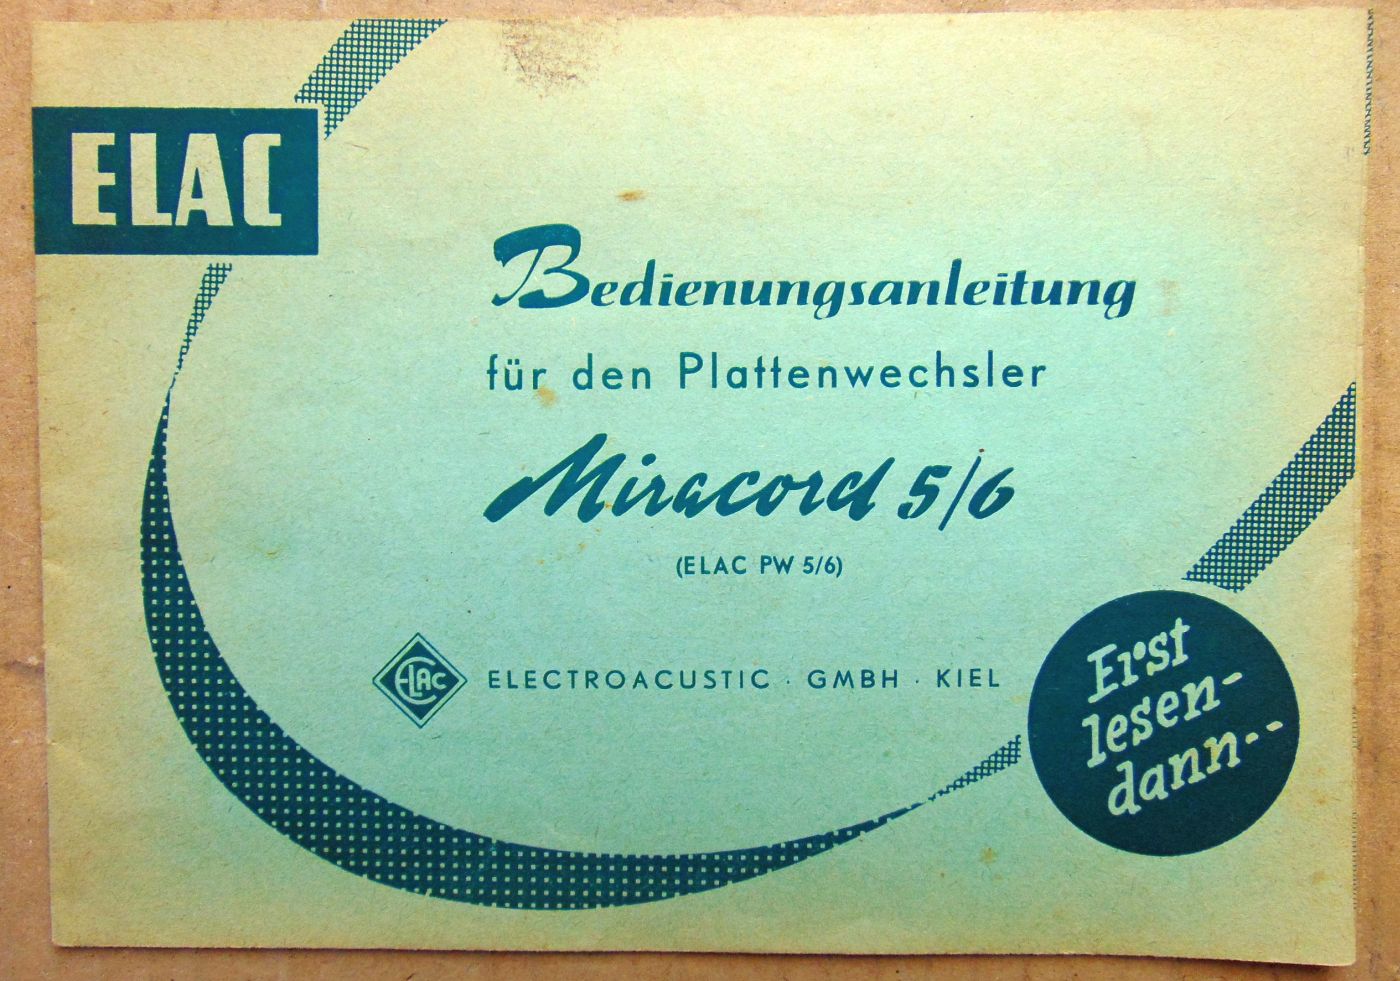 ELAC
Bedienungsanleitung
für den Plattenwechsler
Miracord 5/6
(ELAC PW 5/6)
ELAC
ELECTROACUSTIC · GMBH · KIEL
Erst
lesen-
dann--